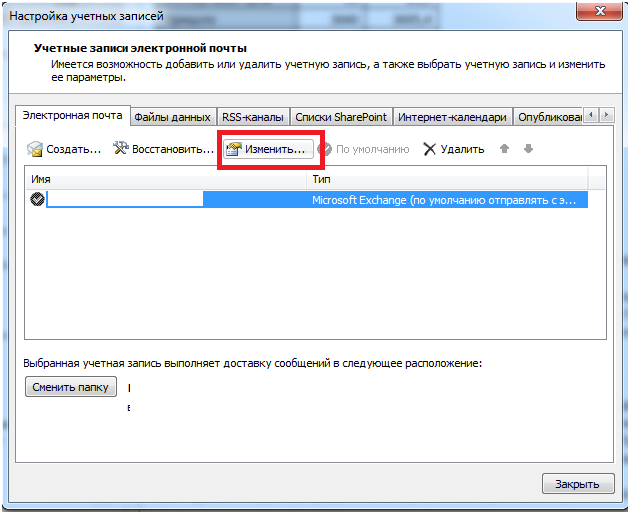 Настройка учетных записей
Учетные записи электронной почты
Имеется возможность добавить или удалить учетную запись, а также выбрать учетную запись и изменить
ее параметры.
Электронная почта Файлы данных RSS-каналы Списки SharePoint Интернет-календари Опубликован
Создать... Восстановить... Изменить... По умолчанию Удалить
Имя Тип
Microsoft Exchange (по умолчанию отправлять с э...
Выбранная учетная запись выполняет доставку сообщений в следующее расположение:
Сменить папку
Закрыть